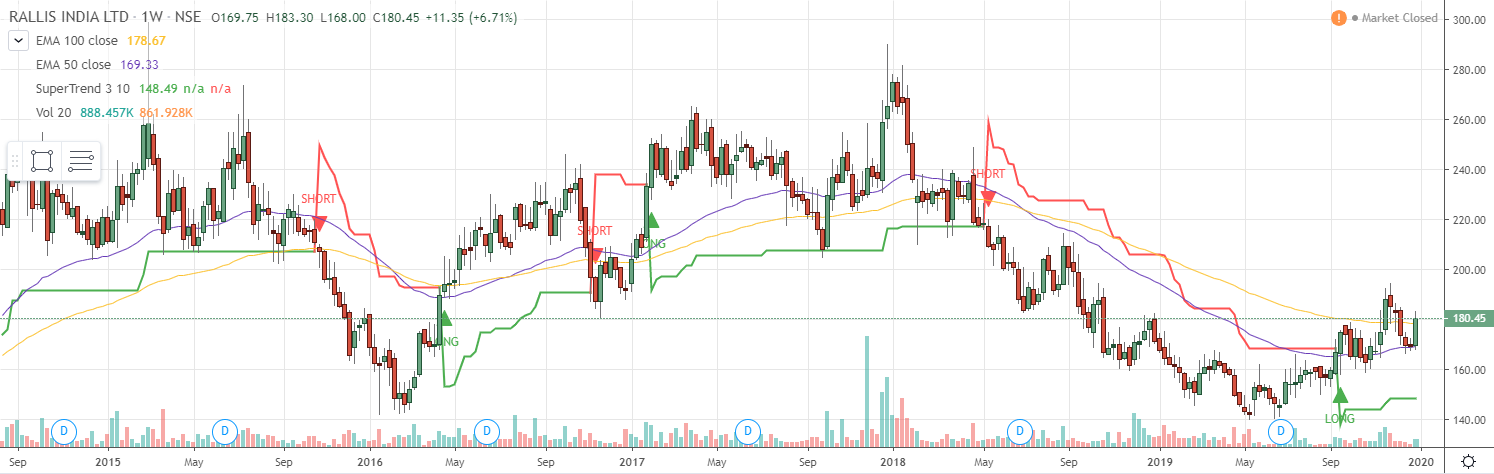 RALLIS INDIA LTD · 1W · NSE O169.75 H183.30 L168.00 C180.45 +11.35 (+6.71%)
! Market Closed
EMA 100 close 178.67
EMA 50 close 169.33
SuperTrend 3 10 148.49 n/a n/a
Vol 20 888.457K 861.928K
300.00
280.00
260.00
240.00
220.00
200.00
180.45
160.00
140.00
SHORT
SHORT
SHORT
LONG
D D D D D D
Sep 2015 May Sep 2016 May Sep 2017 May Sep 2018 May Sep 2019 May Sep 2020